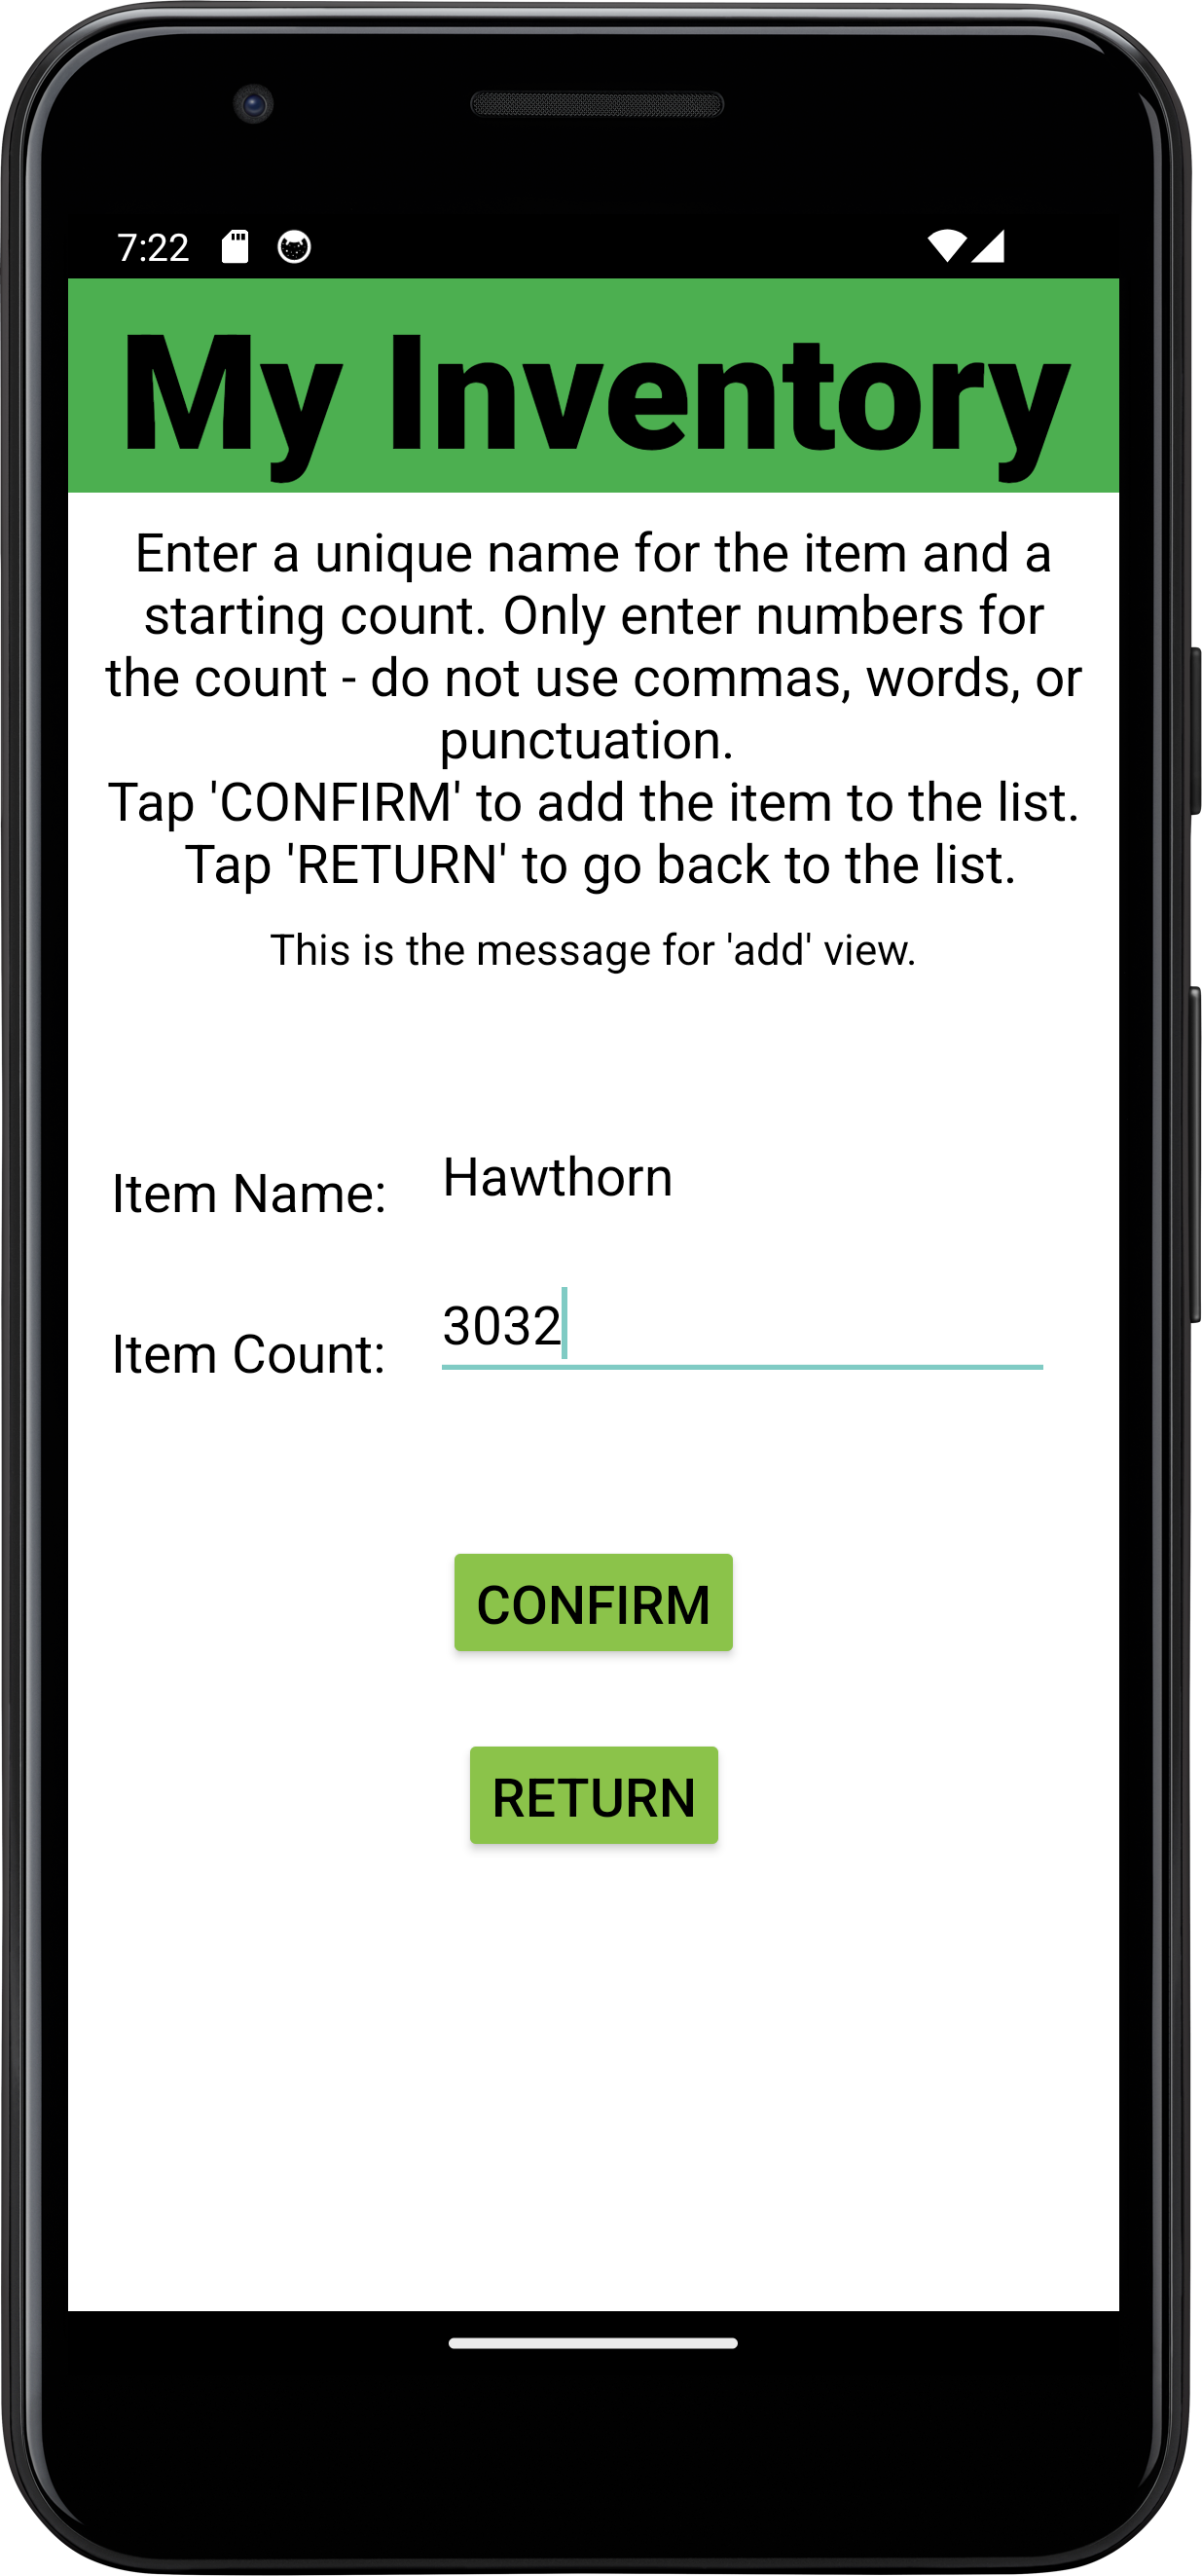 7:22
My Inventory
Enter a unique name for the item and a
starting count. Only enter numbers for
the count - do not use commas, words, or
punctuation.
Tap 'CONFIRM' to add the item to the list.
Tap 'RETURN' to go back to the list.
This is the message for 'add' view.
Item Name: Hawthorn
Item Count: 3032
CONFIRM
RETURN